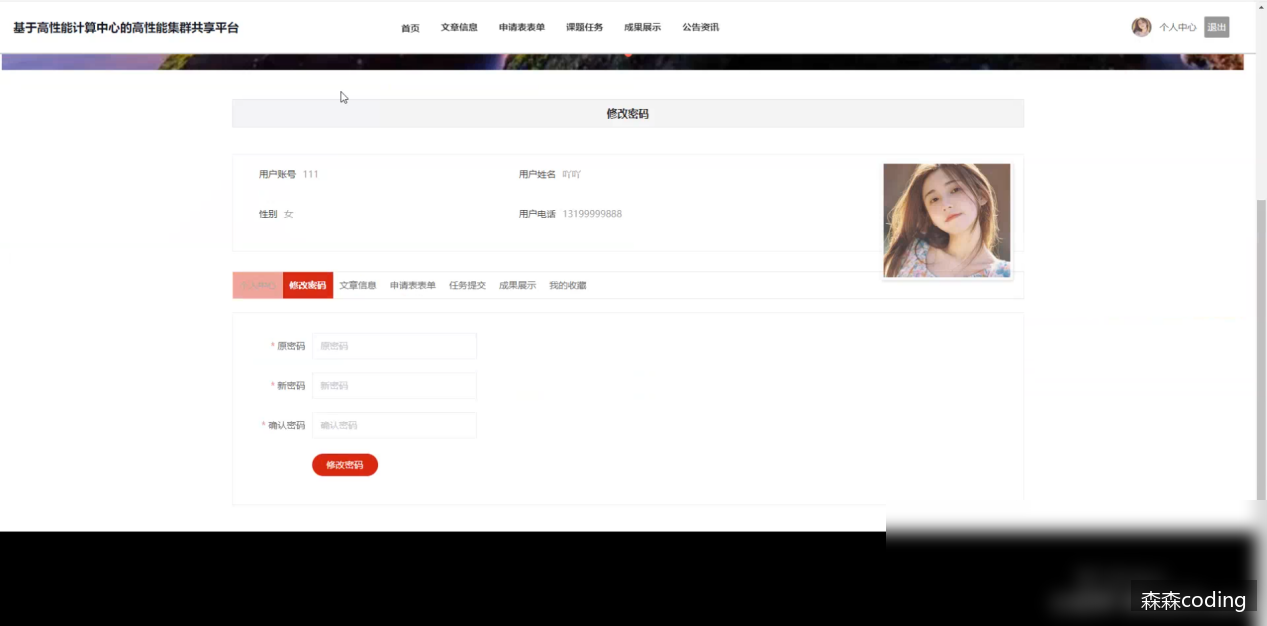 基于高性能计算中心的高性能集群共享平台
首页 文章信息 申请表表单 课题任务 成果展示 公告资讯
个人中心 退出
修改密码
用户账号 111 用户姓名 吖吖
性别 女 用户电话 13199999888
修改密码 文章信息 申请表表单 任务提交 成果展示 我的收藏
* 原密码 原密码
* 新密码 新密码
* 确认密码 确认密码
修改密码
森森coding